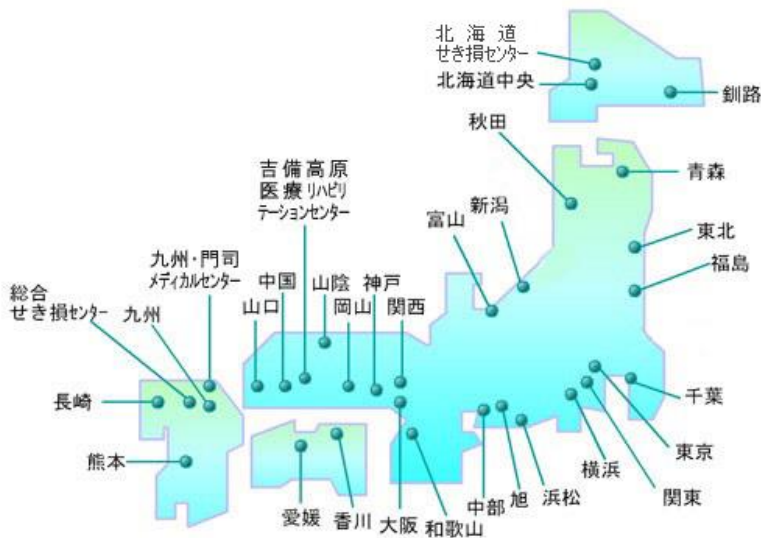 北海道
せき損センター
北海道中央
釧路
秋田
青森
吉備高原
医療リハビリ
テーションセンター
新潟
富山
東北
福島
九州・門司
メディカルセンター
中国
山陰
神戸
総合
せき損センター
九州
山口
岡山
関西
長崎
千葉
熊本
東京
横浜
関東
愛媛
香川
大阪
和歌山
中部
旭
浜松